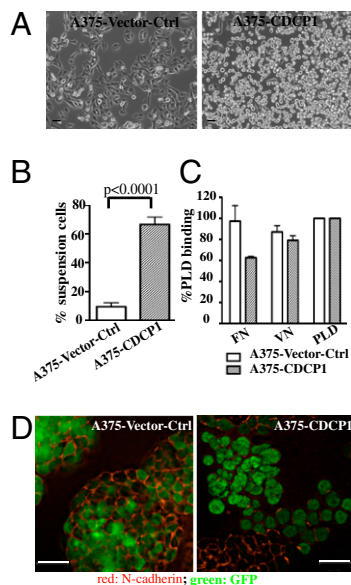 A
A375-Vector-Ctrl
A375-CDCP1
B
p<0.0001
% suspension cells
80
60
40
20
0
A375-Vector-Ctrl
A375-CDCP1
C
%PLD binding
120
100
80
60
40
20
0
FN
VN
PLD
A375-Vector-Ctrl
A375-CDCP1
D
A375-Vector-Ctrl
A375-CDCP1
red: N-cadherin; green: GFP